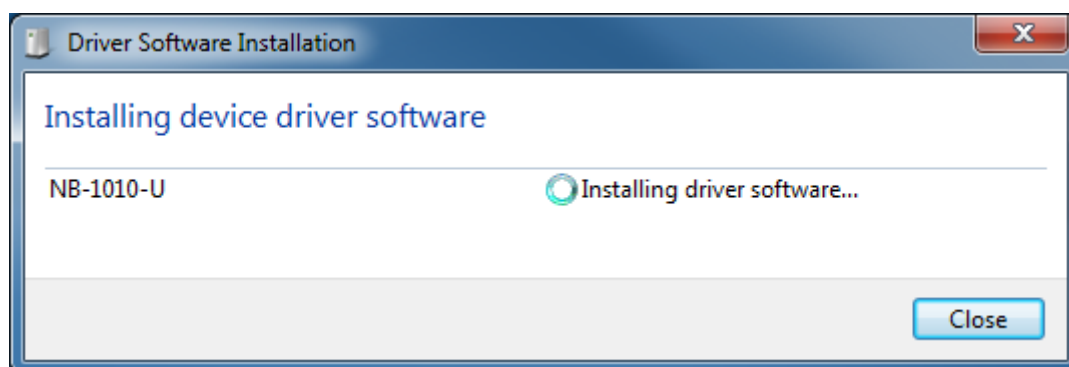 Driver Software Installation
Installing device driver software
NB-1010-U Installing driver software...
Close